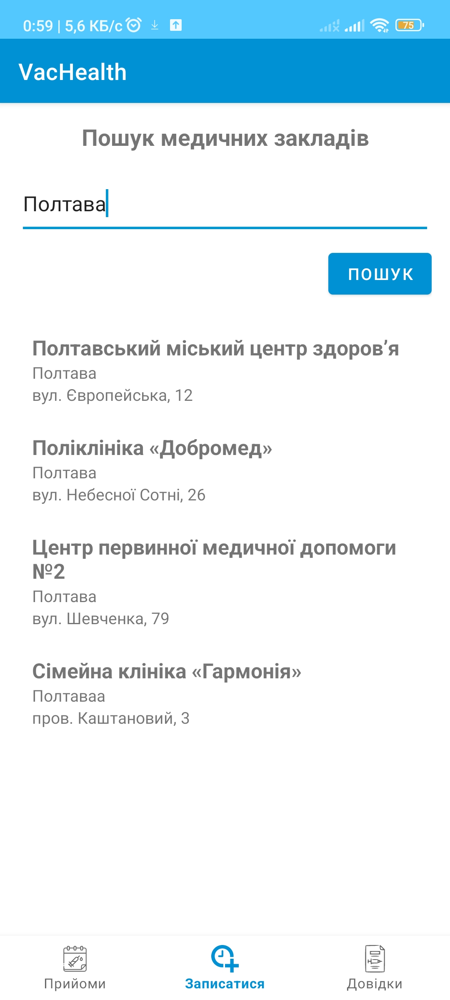 0:59 | 5,6 КБ/с
75
VacHealth
Пошук медичних закладів
Полтава
ПОШУК
Полтавський міський центр здоров’я
Полтава
вул. Європейська, 12
Поліклініка «Добромед»
Полтава
вул. Небесної Сотні, 26
Центр первинної медичної допомоги
№2
Полтава
вул. Шевченка, 79
Сімейна клініка «Гармонія»
Полтаваа
пров. Каштановий, 3
Прийоми
Записатися
Довідки